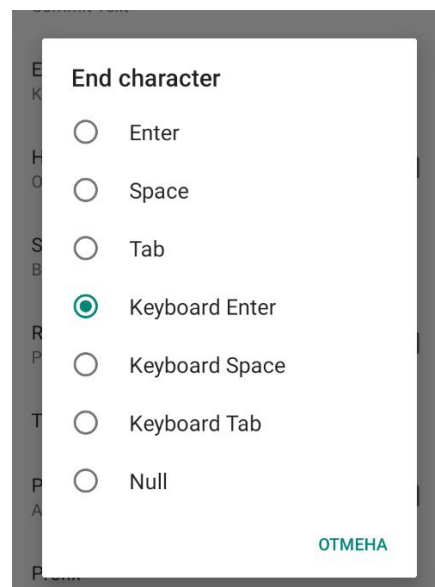 End character
Enter
Space
Tab
Keyboard Enter
Keyboard Space
Keyboard Tab
Null
ОТМЕНА